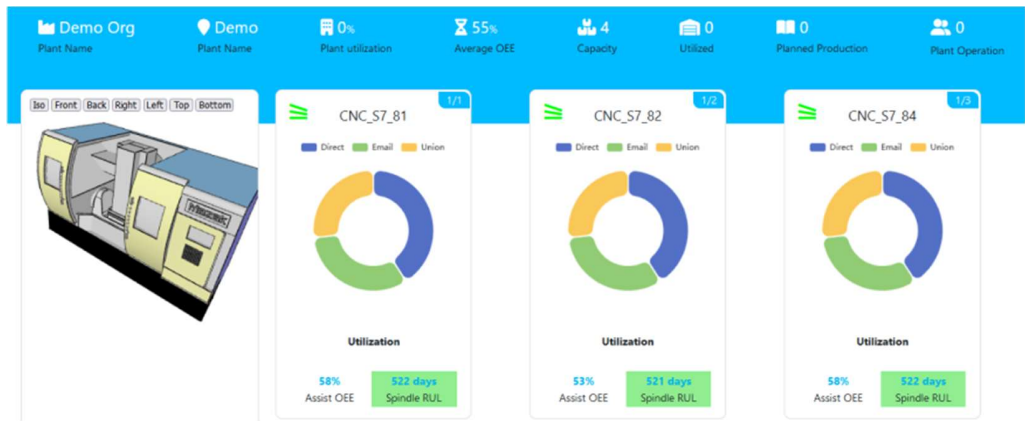 Demo Org
Plant Name
Demo
Plant Name
0%
Plant utilization
55%
Average OEE
4
Capacity
0
Utilized
0
Planned Production
0
Plant Operation
Iso Front Back Right Left Top Bottom
1/1
CNC_S7_81
Direct Email Union
Utilization
58%
Assist OEE
522 days
Spindle RUL
1/2
CNC_S7_82
Direct Email Union
Utilization
53%
Assist OEE
521 days
Spindle RUL
1/3
CNC_S7_84
Direct Email Union
Utilization
58%
Assist OEE
522 days
Spindle RUL